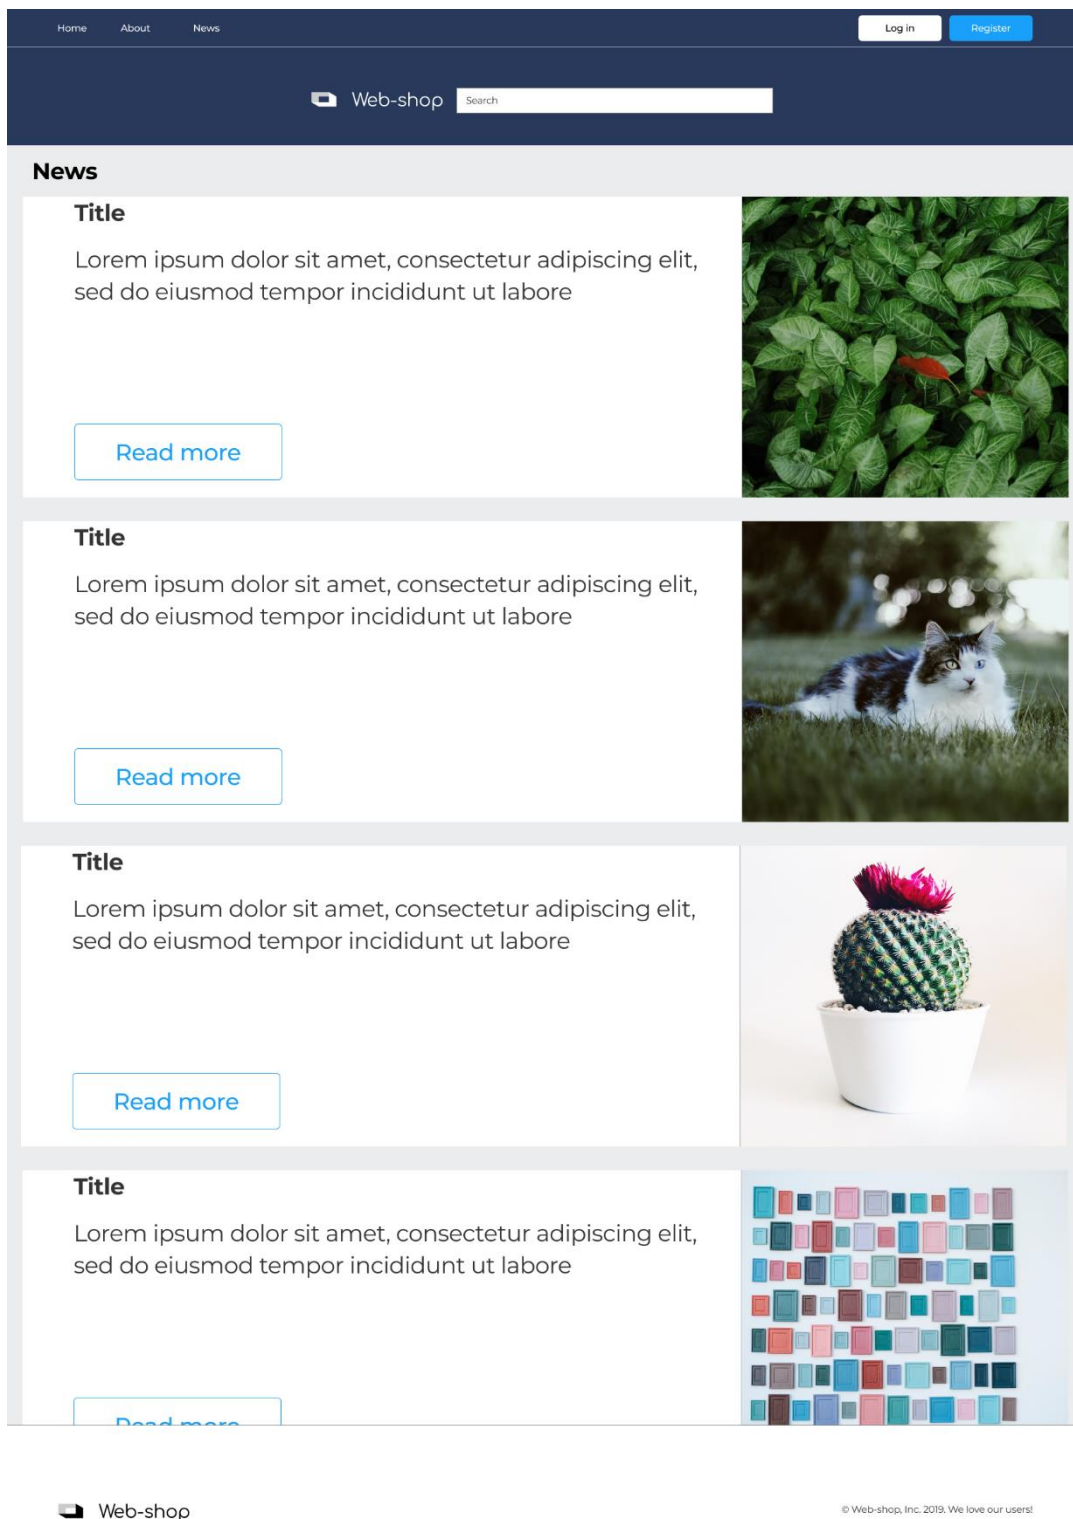 Home About News Log in Register
Web-shop Search
News
Title
Lorem ipsum dolor sit amet, consectetur adipiscing elit,
sed do eiusmod tempor incididunt ut labore
Read more
Title
Lorem ipsum dolor sit amet, consectetur adipiscing elit,
sed do eiusmod tempor incididunt ut labore
Read more
Title
Lorem ipsum dolor sit amet, consectetur adipiscing elit,
sed do eiusmod tempor incididunt ut labore
Read more
Title
Lorem ipsum dolor sit amet, consectetur adipiscing elit,
sed do eiusmod tempor incididunt ut labore
Read more
Web-shop © Web-shop, Inc. 2019. We love our users!